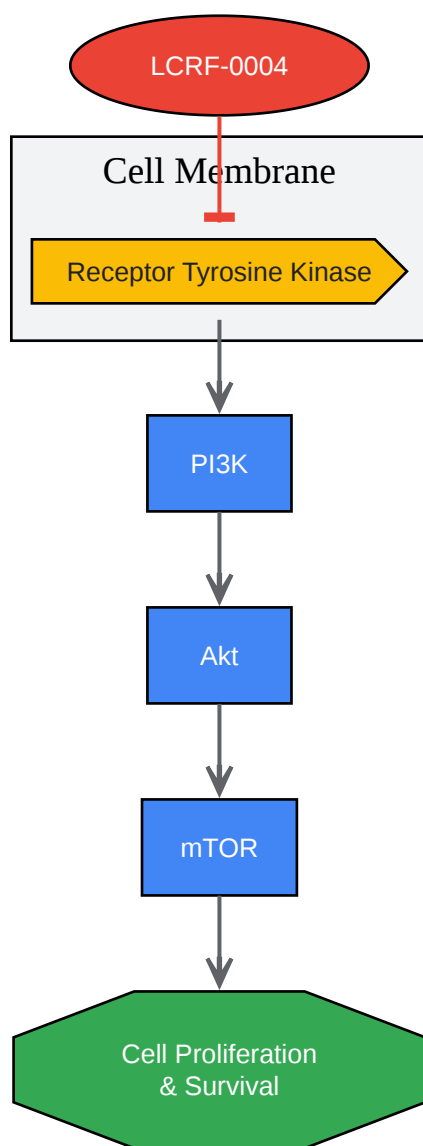 LCRF-0004
Cell Membrane
Receptor Tyrosine Kinase
PI3K
Akt
mTOR
Cell Proliferation
& Survival